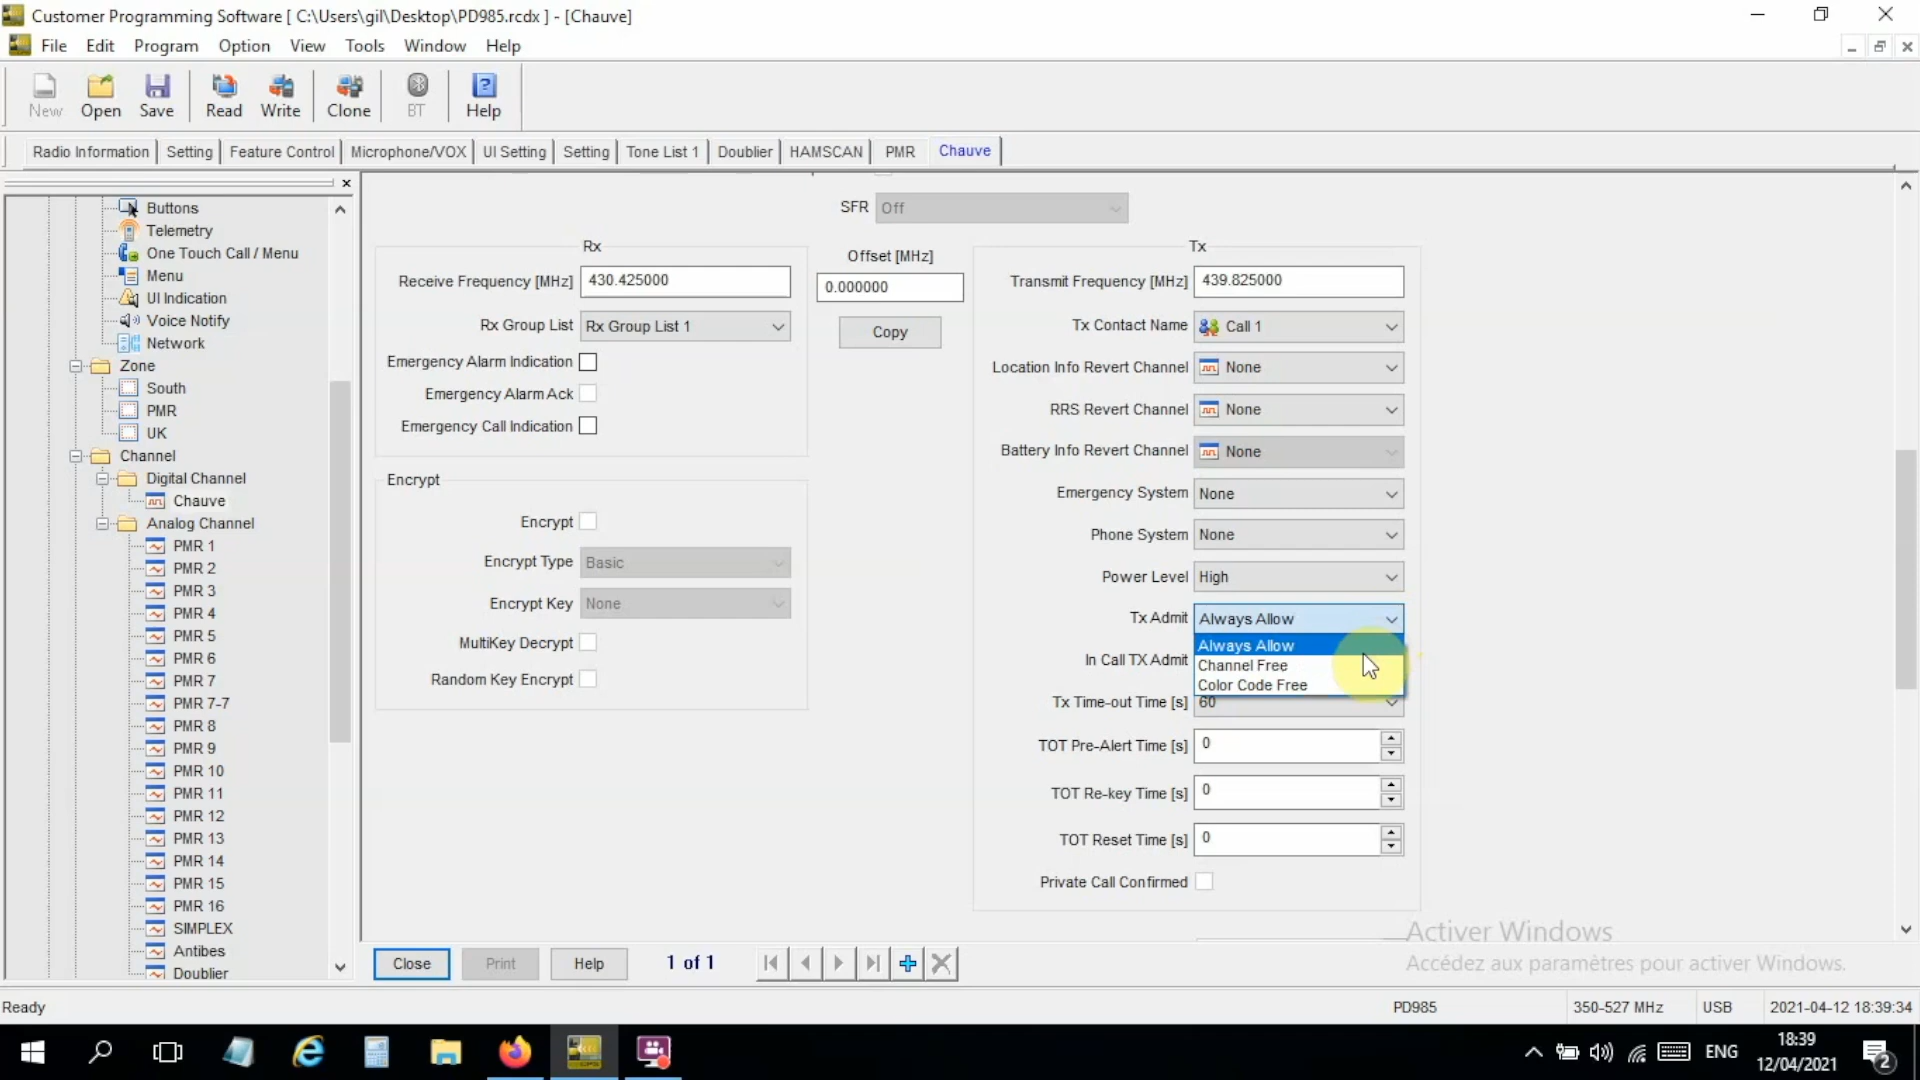 Customer Programming Software [ C:\Users\gil\Desktop\PD985.rcdx ] - [Chauve]
File Edit Program Option View Tools Window Help
New Open Save Read Write Clone BT Help
Radio Information Setting Feature Control Microphone/VOX UI Setting Setting Tone List 1 Doublier HAMSCAN PMR Chauve
Buttons
Telemetry
One Touch Call / Menu
Menu
UI Indication
Voice Notify
Network
Zone
South
PMR
UK
Channel
Digital Channel
Chauve
Analog Channel
PMR 1
PMR 2
PMR 3
PMR 4
PMR 5
PMR 6
PMR 7
PMR 7-7
PMR 8
PMR 9
PMR 10
PMR 11
PMR 12
PMR 13
PMR 14
PMR 15
PMR 16
SIMPLEX
Antibes
Doublier
SFR Off
Rx
Receive Frequency [MHz] 430.425000
Rx Group List Rx Group List 1
Emergency Alarm Indication
Emergency Alarm Ack
Emergency Call Indication
Offset [MHz]
0.000000
Copy
Encrypt
Encrypt
Encrypt Type Basic
Encrypt Key None
MultiKey Decrypt
Random Key Encrypt
Tx
Transmit Frequency [MHz] 439.825000
Tx Contact Name Call 1
Location Info Revert Channel None
RRS Revert Channel None
Battery Info Revert Channel None
Emergency System None
Phone System None
Power Level High
Tx Admit Always Allow
Always Allow
Channel Free
Color Code Free
In Call TX Admit
Tx Time-out Time [s] 60
TOT Pre-Alert Time [s] 0
TOT Re-key Time [s] 0
TOT Reset Time [s] 0
Private Call Confirmed
Activer Windows
Accédez aux paramètres pour activer Windows.
Close Print Help 1 of 1
Ready PD985 350-527 MHz USB 2021-04-12 18:39:34
ENG
18:39
12/04/2021
2